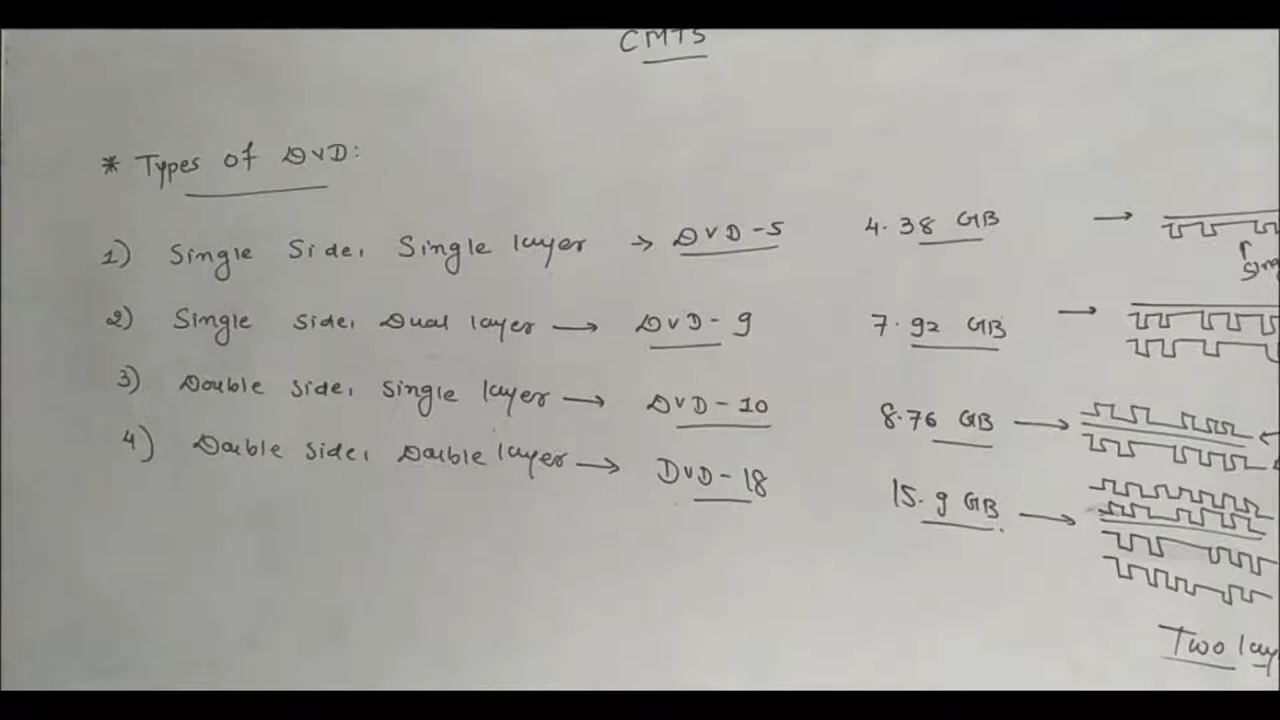 CMTS
* Types of DVD:
1) Single Side, Single layer → DVD-5 4.38 GB →
2) Single side, Dual layer → DVD-9 7.92 GB →
3) Double side, Single layer → DVD-10 8.76 GB →
4) Double side, Double layer → DVD-18 15.9 GB →
Two